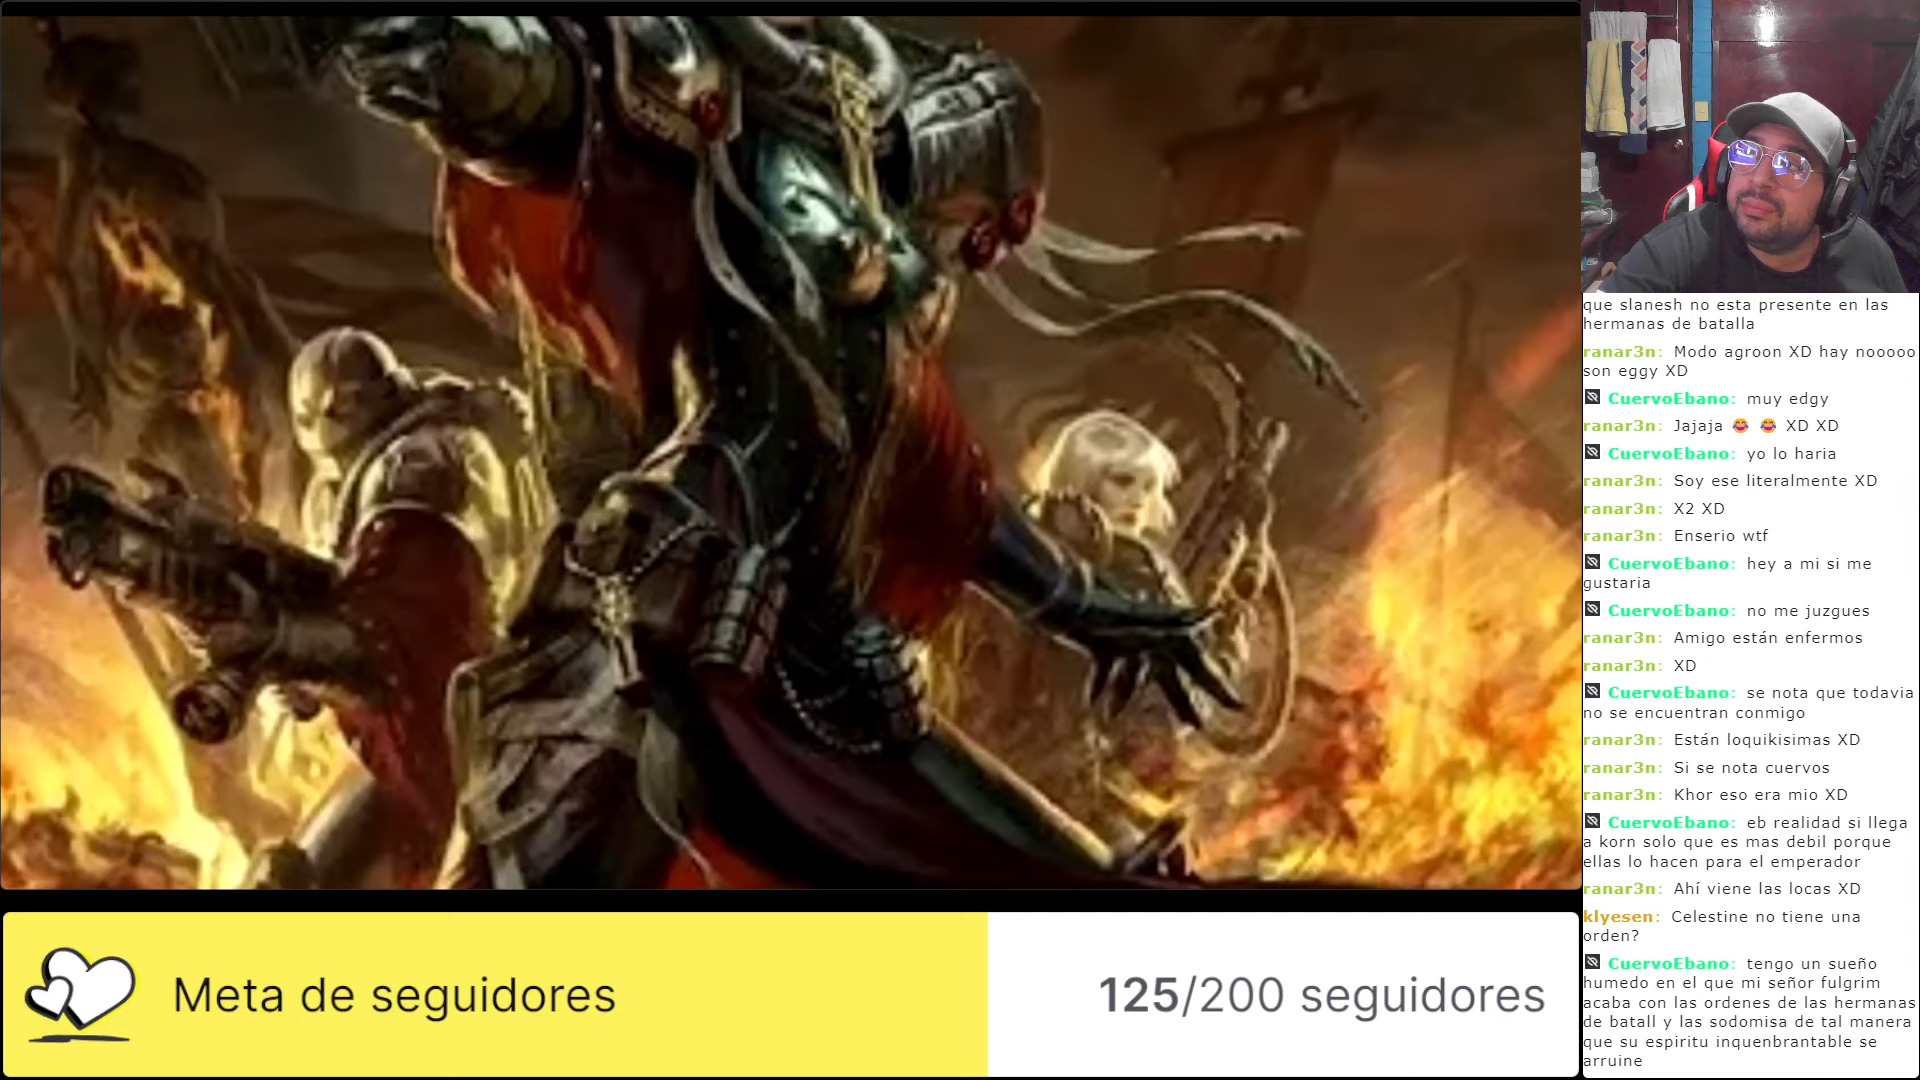 que slanesh no esta presente en las
hermanas de batalla
ranar3n: Modo agroon XD hay nooooo
son eggy XD
CuervoEbano: muy edgy
ranar3n: Jajaja 😂 😂 XD XD
CuervoEbano: yo lo haria
ranar3n: Soy ese literalmente XD
ranar3n: X2 XD
ranar3n: Enserio wtf
CuervoEbano: hey a mi si me
gustaria
CuervoEbano: no me juzgues
ranar3n: Amigo están enfermos
ranar3n: XD
CuervoEbano: se nota que todavia
no se encuentran conmigo
ranar3n: Están loquikisimas XD
ranar3n: Si se nota cuervos
ranar3n: Khor eso era mio XD
CuervoEbano: eb realidad si llega
a korn solo que es mas debil porque
ellas lo hacen para el emperador
ranar3n: Ahí viene las locas XD
klyesen: Celestine no tiene una
orden?
CuervoEbano: tengo un sueño
humedo en el que mi señor fulgrim
acaba con las ordenes de las hermanas
de batall y las sodomisa de tal manera
que su espiritu inquenbrantable se
arruine
Meta de seguidores
125/200 seguidores